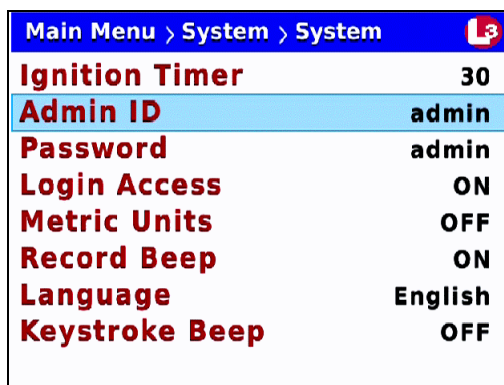 Main Menu > System > System L3
Ignition Timer 30
Admin ID admin
Password admin
Login Access ON
Metric Units OFF
Record Beep ON
Language English
Keystroke Beep OFF